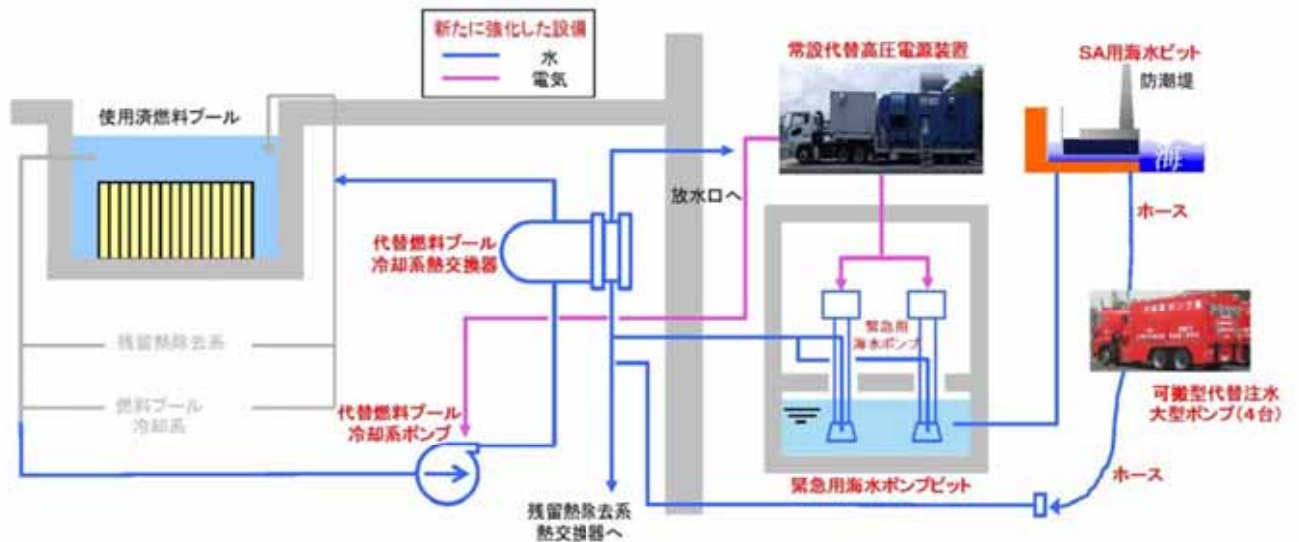 新たに強化した設備
水
電気
常設代替高圧電源装置
SA用海水ピット
防潮堤
使用済燃料プール
海
放水口へ
ホース
代替燃料プール
冷却系熱交換器
緊急用
海水ポンプ
残留熱除去系
可搬型代替注水
大型ポンプ(4台)
燃料プール
冷却系
代替燃料プール
冷却系ポンプ
ホース
緊急用海水ポンプピット
残留熱除去系
熱交換器へ